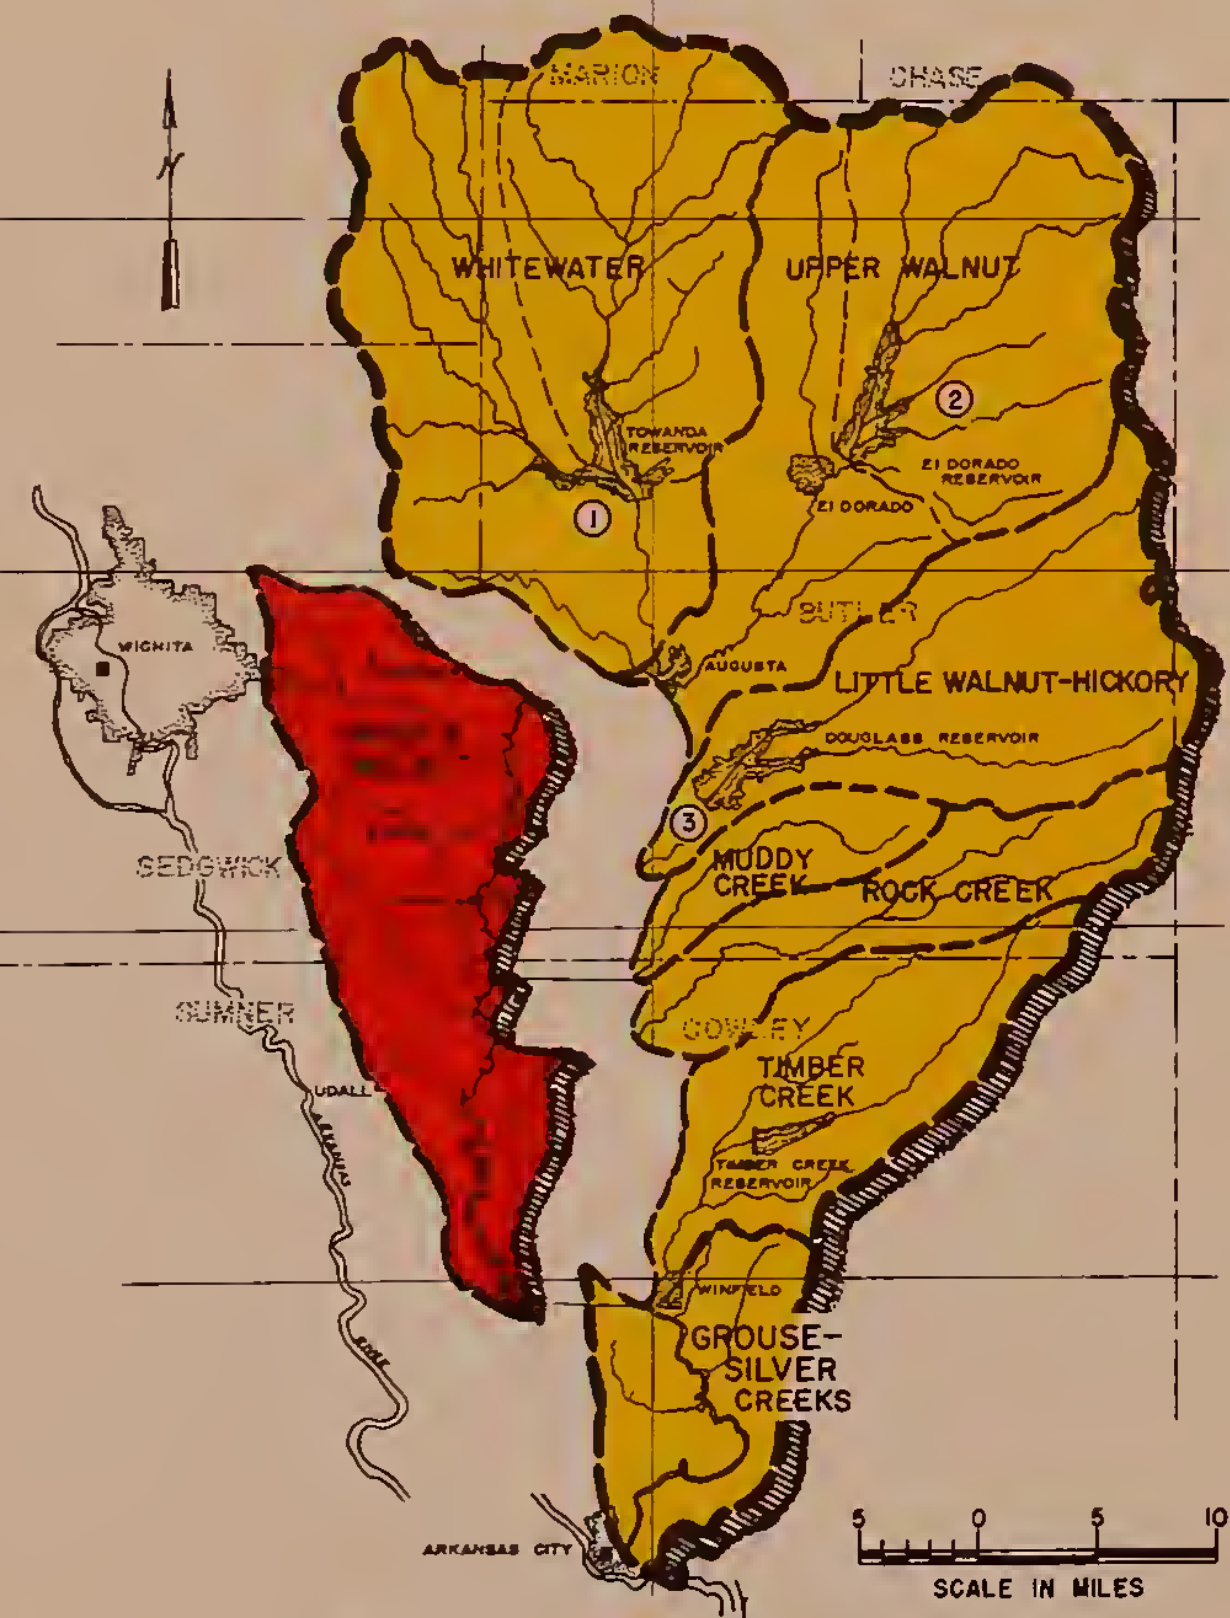 MARION
CHASE
N
WHITEWATER
UPPER WALNUT
2
TOWANDA
RESERVOIR
El DORADO
RESERVOIR
1
El DORADO
BUTLER
WICHITA
AUGUSTA
LITTLE WALNUT-HICKORY
DOUGLASS RESERVOIR
3
MUDDY
CREEK
ROCK CREEK
SEDGWICK
SUMNER
COWLEY
TIMBER
CREEK
UDALL
ARKANSAS
RIVER
TIMBER CREEK
RESERVOIR
WINFIELD
GROUSE-
SILVER
CREEKS
ARKANSAS CITY
5 0 5 10
SCALE IN MILES